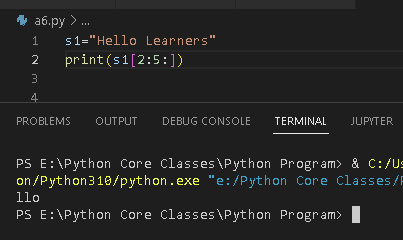 a6.py > ...
1 s1="Hello Learners"
2 print(s1[2:5:])
3
4
PROBLEMS OUTPUT DEBUG CONSOLE TERMINAL JUPYTER
PS E:\Python Core Classes\Python Program> & C:/Us
on/Python310/python.exe "e:/Python Core Classes/P
llo
PS E:\Python Core Classes\Python Program>